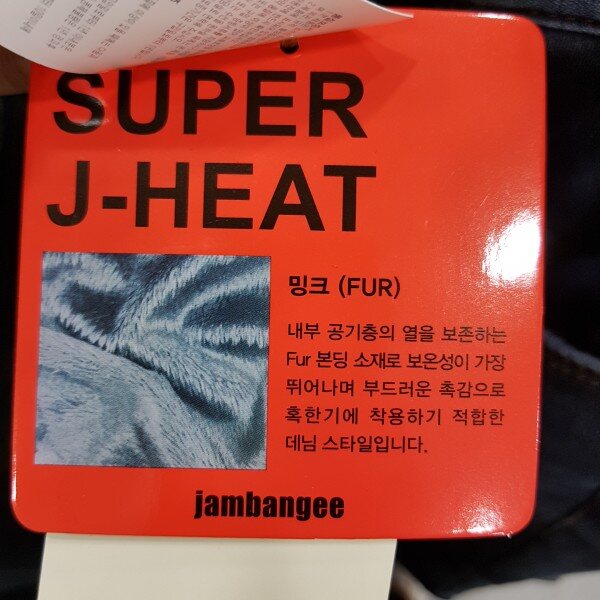 SUPER
J-HEAT
밍크 (FUR)
내부 공기층의 열을 보존하는
Fur 본딩 소재로 보온성이 가장
뛰어나며 부드러운 촉감으로
혹한기에 착용하기 적합한
데님 스타일입니다.
jambangee